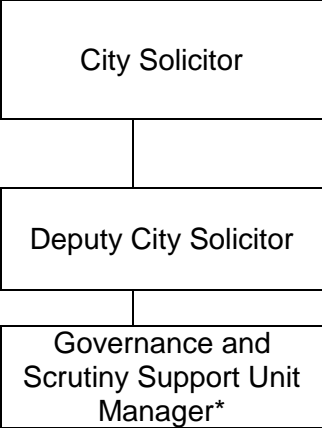 City Solicitor
Deputy City Solicitor
Governance and
Scrutiny Support Unit
Manager*